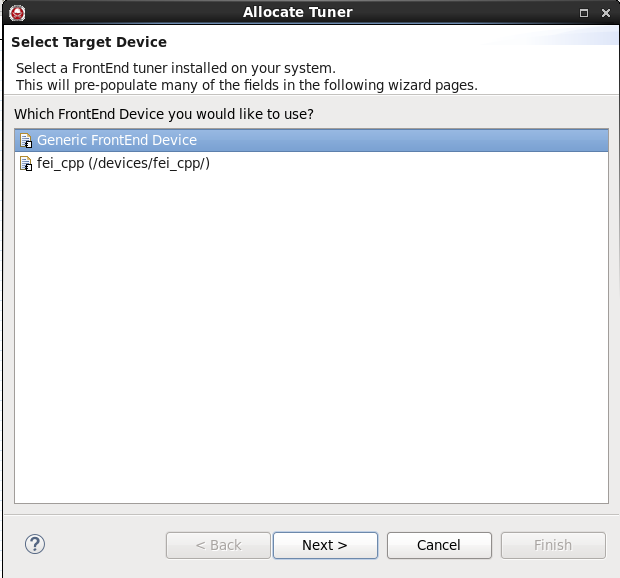 Allocate Tuner
Select Target Device
Select a FrontEnd tuner installed on your system.
This will pre-populate many of the fields in the following wizard pages.
Which FrontEnd Device you would like to use?
Generic FrontEnd Device
fei_cpp (/devices/fei_cpp/)
? < Back Next > Cancel Finish